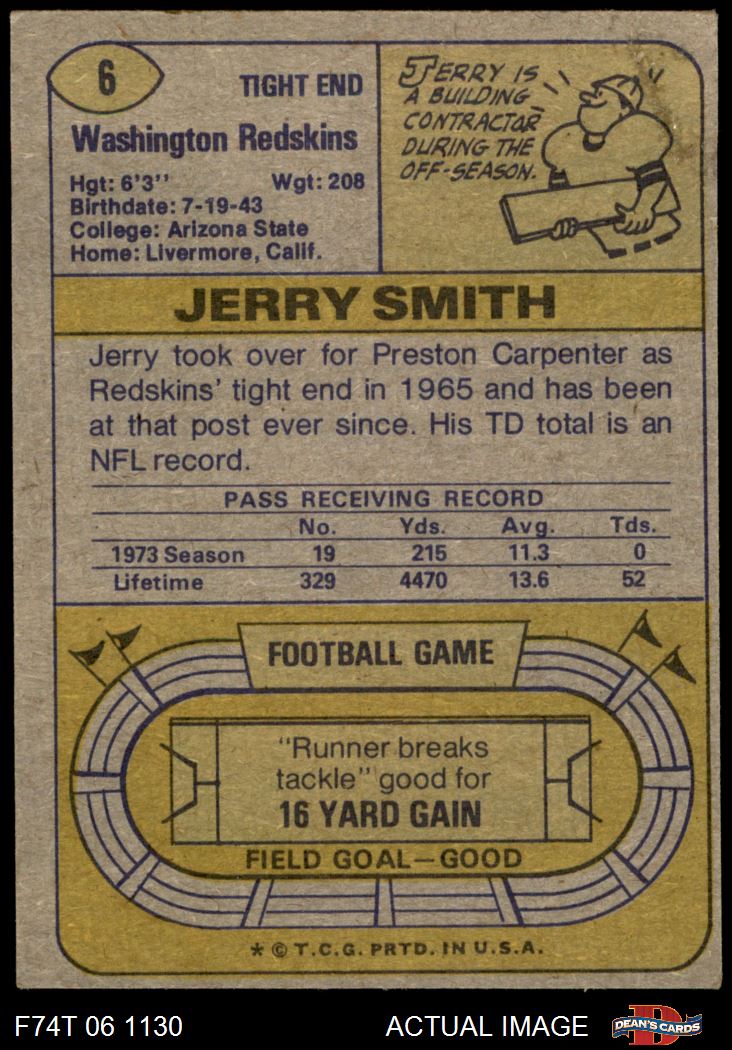 6
TIGHT END
Washington Redskins
Hgt: 6'3'' Wgt: 208
Birthdate: 7-19-43
College: Arizona State
Home: Livermore, Calif.
JERRY IS
A BUILDING
CONTRACTOR
DURING THE
OFF-SEASON.
JERRY SMITH
Jerry took over for Preston Carpenter as
Redskins' tight end in 1965 and has been
at that post ever since. His TD total is an
NFL record.
PASS RECEIVING RECORD
No. Yds. Avg. Tds.
1973 Season 19 215 11.3 0
Lifetime 329 4470 13.6 52
FOOTBALL GAME
"Runner breaks
tackle" good for
16 YARD GAIN
FIELD GOAL—GOOD
* © T.C.G. PRTD. IN U.S.A.
F74T 06 1130 ACTUAL IMAGE
D
DEAN'S CARDS